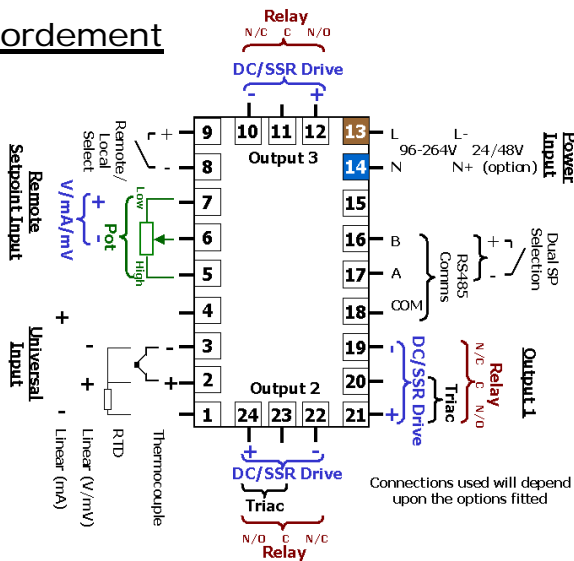 ordement
Relay
N/C C N/O
DC/SSR Drive
- +
9 10 11 12 13
Output 3
8 14
7 15
6 16
5 17
4 18
3 19
2 20
Output 2
1 24 23 22 21
+ -
DC/SSR Drive
Triac
N/O C N/C
Relay
Remote/
Local
Select
+
-
Remote
Setpoint Input
V/mA/mV
+
-
Pot
Low
High
Universal
Input
+
-
Linear (mA)
-
+
Linear (V/mV)
RTD
-
+
Thermocouple
L L-
96-264V 24/48V
N N+ (option)
Power
Input
B
A
COM
RS485
Comms
+
-
Dual SP
Selection
-
+
DC/SSR Drive
Triac
N/C C N/O
Relay
Output 1
Connections used will depend
upon the options fitted